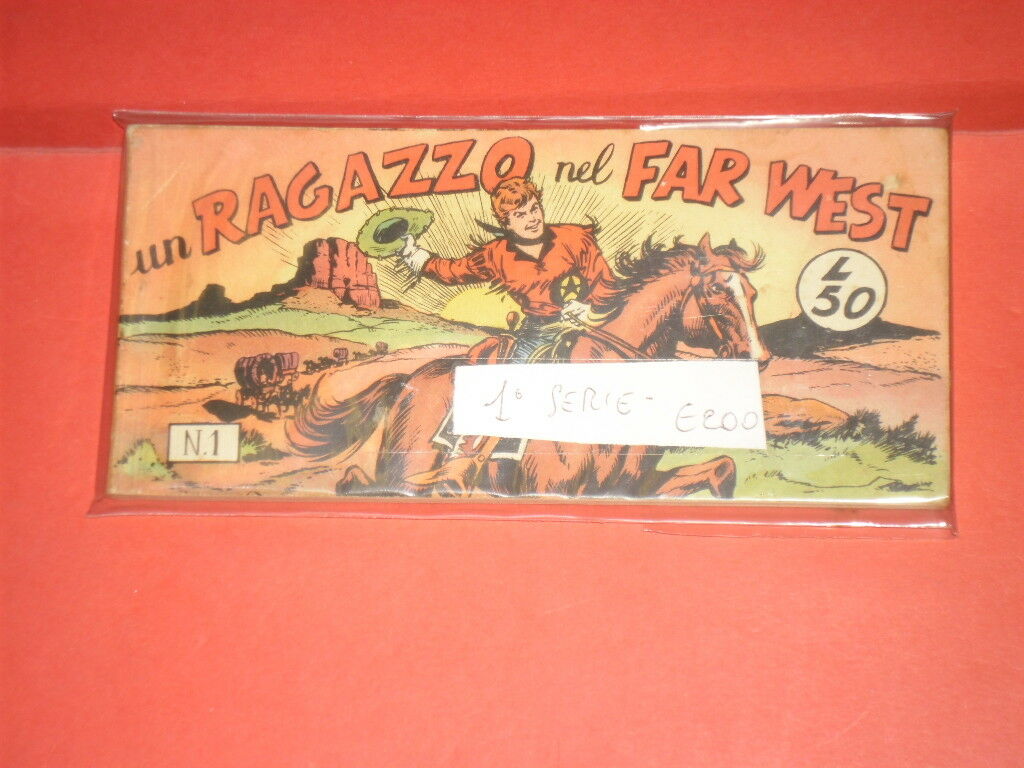 un RAGAZZO nel FAR WEST
L
50
1° SERIE - €200
N.1